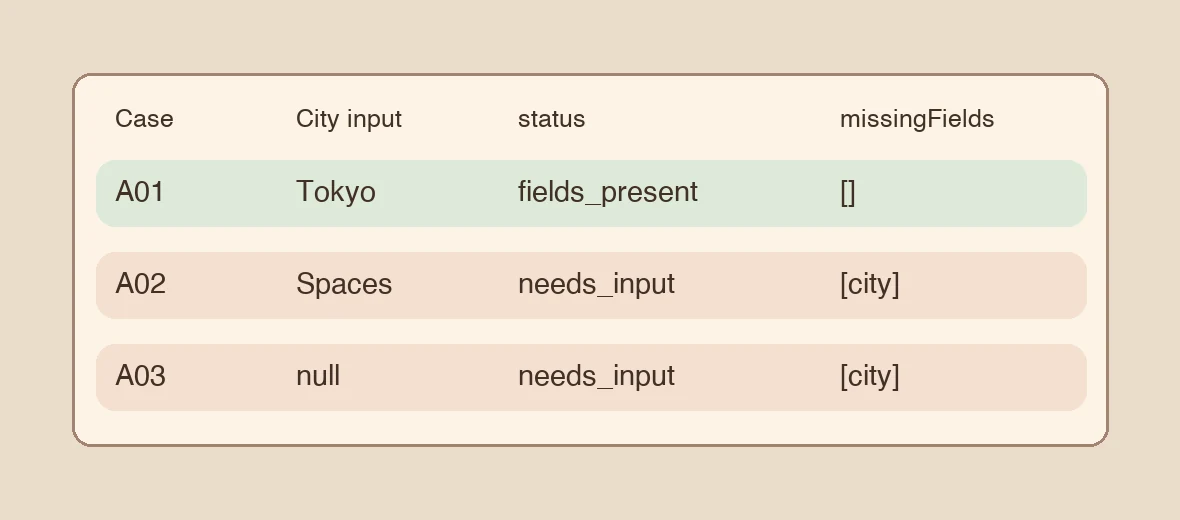 Case City input status missingFields
A01 Tokyo fields_present []
A02 Spaces needs_input [city]
A03 null needs_input [city]